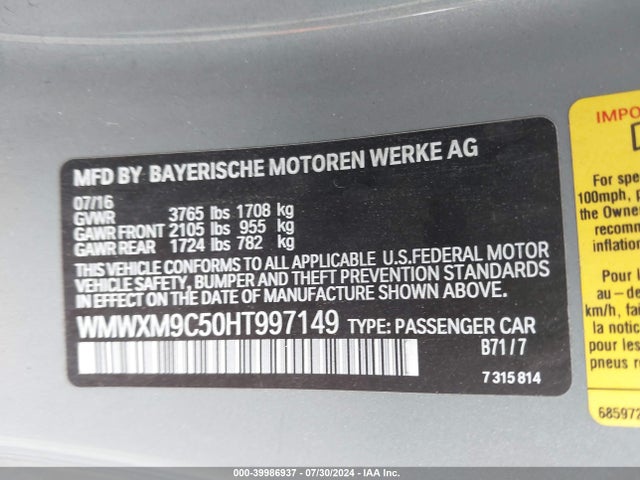 MFD BY BAYERISCHE MOTOREN WERKE AG
07/16
GVWR 3765 lbs 1708 kg
GAWR FRONT 2105 lbs 955 kg
GAWR REAR 1724 lbs 782 kg
THIS VEHICLE CONFORMS TO ALL APPLICABLE U.S.FEDERAL MOTOR
VEHICLE SAFETY, BUMPER AND THEFT PREVENTION STANDARDS
IN EFFECT ON THE DATE OF MANUFACTURE SHOWN ABOVE.
WMWXM9C50HT997149 TYPE: PASSENGER CAR
B71/7
7 315 814
IMPO
For spe
100mph, p
the Owne
recomm
inflation
Pour
au–de
km/h, fai
la notic
pour les
pneus r
685972
000-39986937 - 07/30/2024 - IAA Inc.